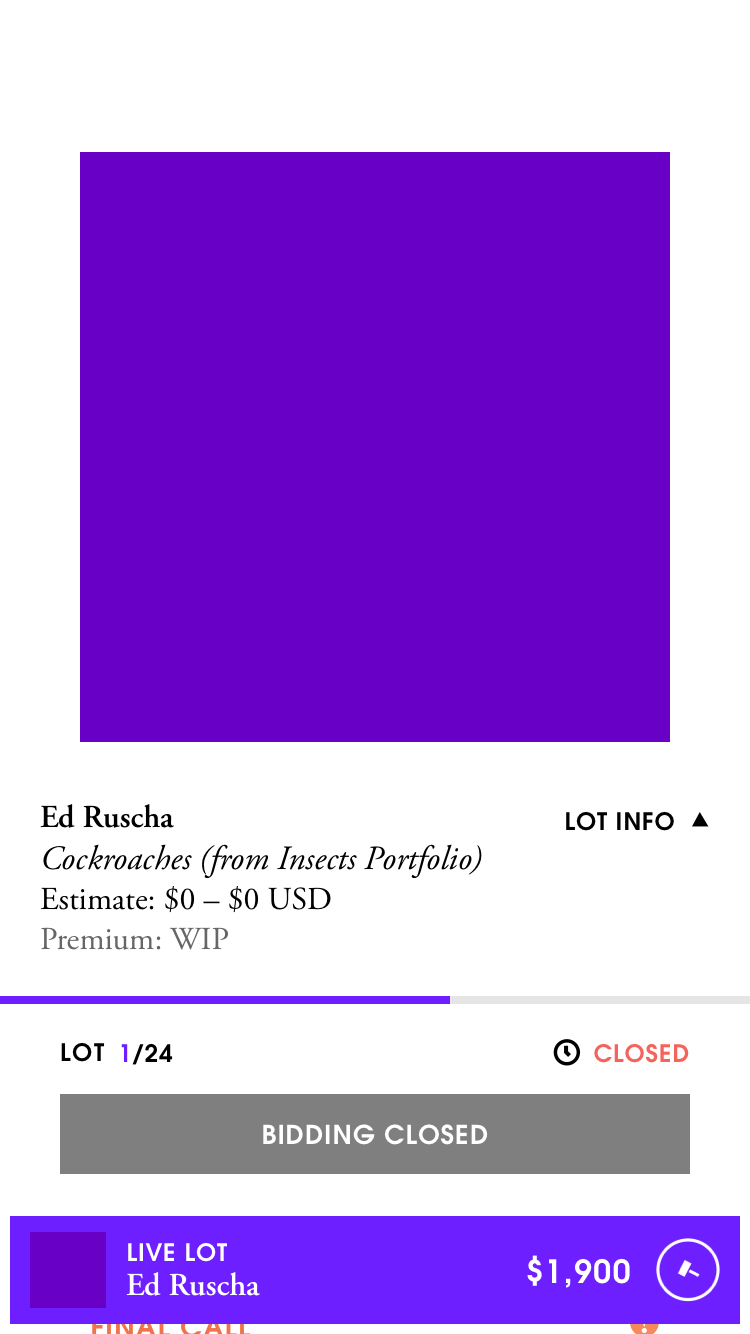 Ed Ruscha
LOT INFO
Cockroaches (from Insects Portfolio)
Estimate: $0 – $0 USD
Premium: WIP
LOT 1/24
CLOSED
BIDDING CLOSED
LIVE LOT
Ed Ruscha
$1,900
FINAL CALL